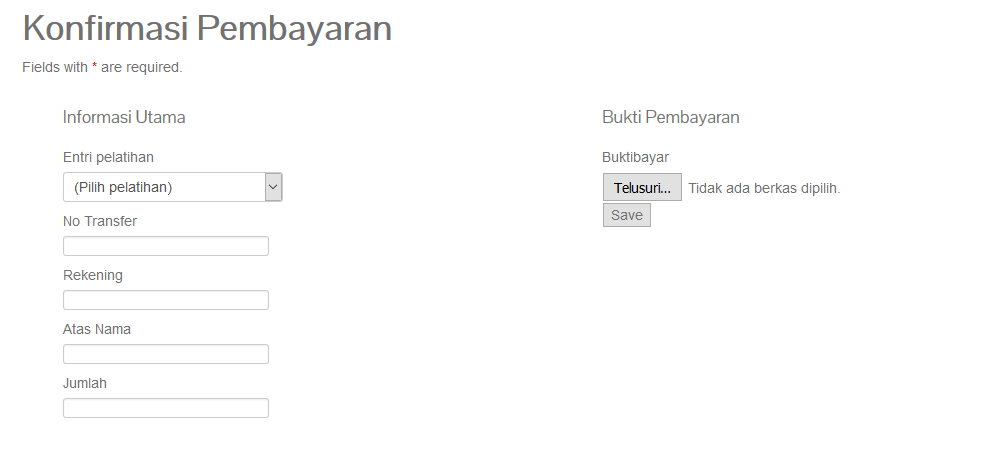 Konfirmasi Pembayaran
Fields with * are required.
Informasi Utama
Entri pelatihan
(Pilih pelatihan)
No Transfer
Rekening
Atas Nama
Jumlah
Bukti Pembayaran
Buktibayar
Telusuri... Tidak ada berkas dipilih.
Save